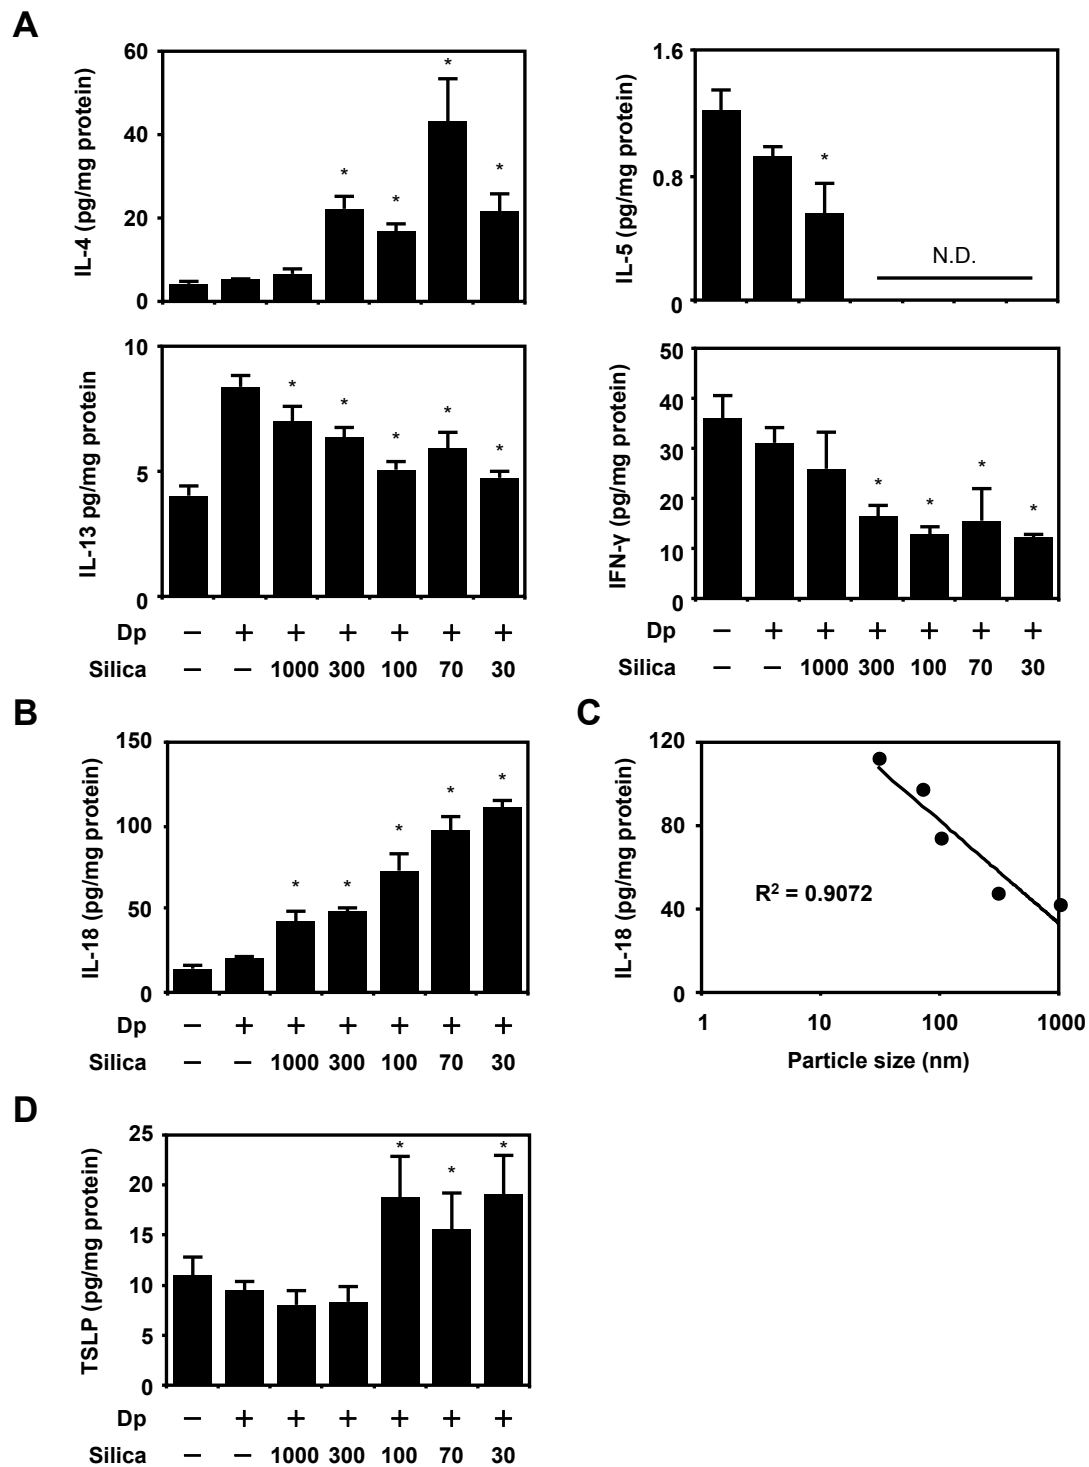 A
IL-4 (pg/mg protein)
60
40
20
0
*
*
*
*
IL-5 (pg/mg protein)
1.6
0.8
0
*
N.D.
IL-13 pg/mg protein
10
5
0
*
*
*
*
*
Dp − + + + + + +
Silica − − 1000 300 100 70 30
IFN-γ (pg/mg protein)
50
40
30
20
10
0
*
*
*
*
Dp − + + + + + +
Silica − − 1000 300 100 70 30
B
IL-18 (pg/mg protein)
150
100
50
0
*
*
*
*
*
Dp − + + + + + +
Silica − − 1000 300 100 70 30
C
IL-18 (pg/mg protein)
120
80
40
0
R² = 0.9072
1 10 100 1000
Particle size (nm)
D
TSLP (pg/mg protein)
25
20
15
10
5
0
*
*
*
Dp − + + + + + +
Silica − − 1000 300 100 70 30